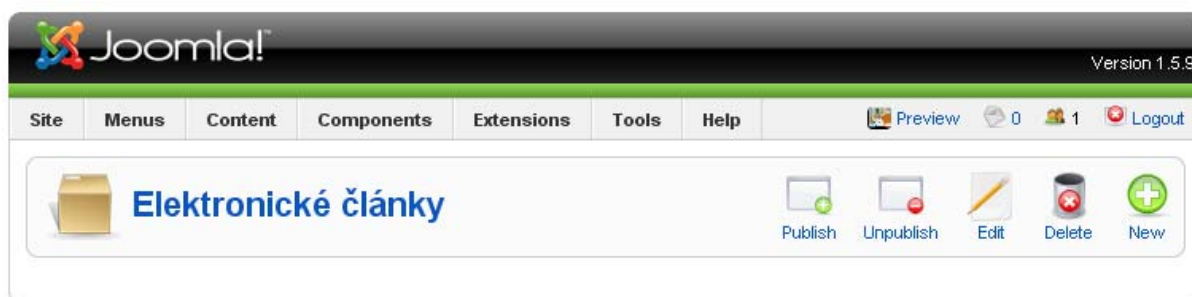 Joomla!™
Version 1.5.9
Site Menus Content Components Extensions Tools Help Preview 0 1 Logout
Elektronické články
Publish Unpublish Edit Delete New